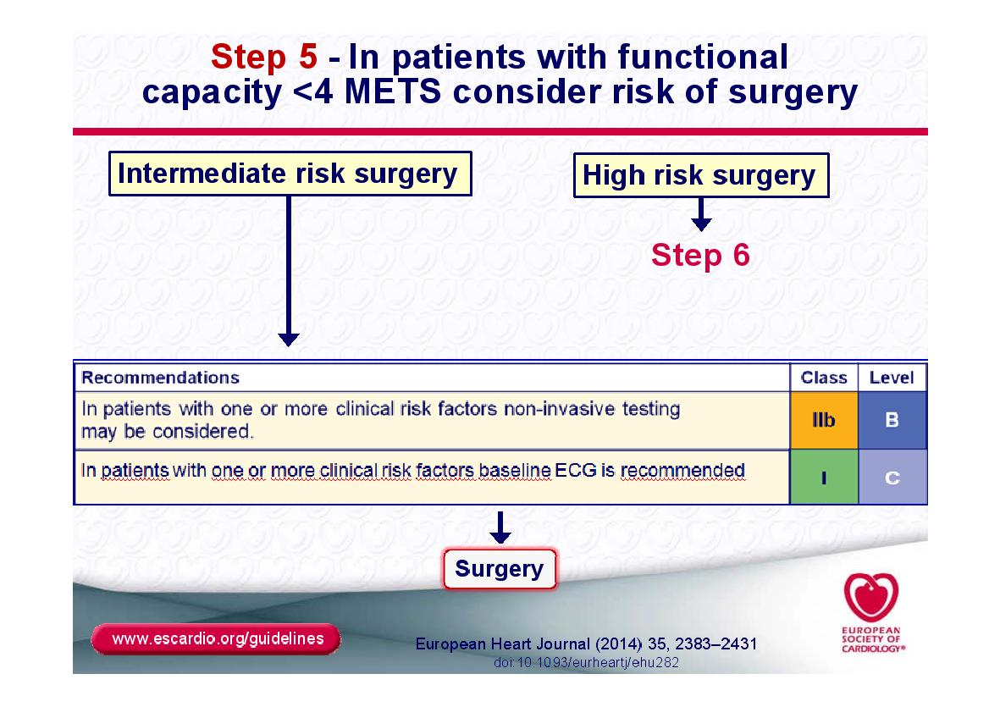 Step 5 - In patients with functional
capacity <4 METS consider risk of surgery
Intermediate risk surgery
High risk surgery
Step 6
Recommendations
Class
Level
In patients with one or more clinical risk factors non-invasive testing
may be considered.
IIb
B
In patients with one or more clinical risk factors baseline ECG is recommended
I
C
Surgery
www.escardio.org/guidelines
European Heart Journal (2014) 35, 2383–2431
doi:10.1093/eurheartj/ehu282
EUROPEAN
SOCIETY OF
CARDIOLOGY®